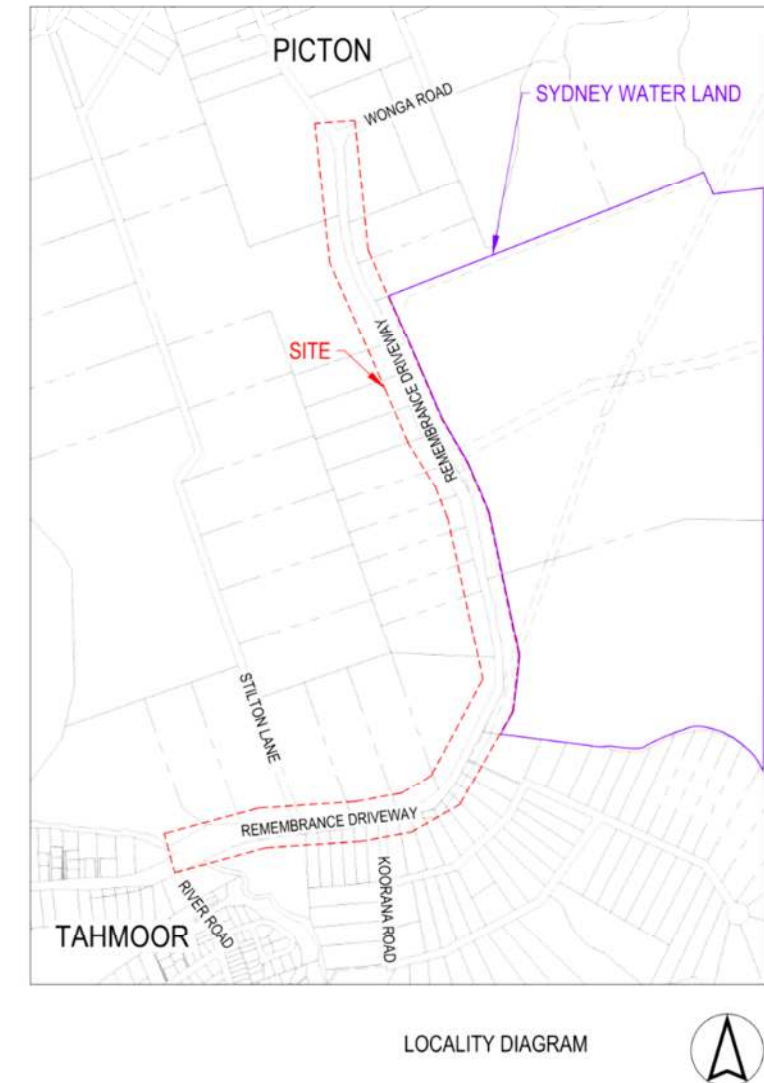 PICTON
WONGA ROAD
SYDNEY WATER LAND
SITE
REMEMBRANCE DRIVEWAY
STILTON LANE
REMEMBRANCE DRIVEWAY
KOORANA ROAD
RIVER ROAD
TAHMOOR
LOCALITY DIAGRAM